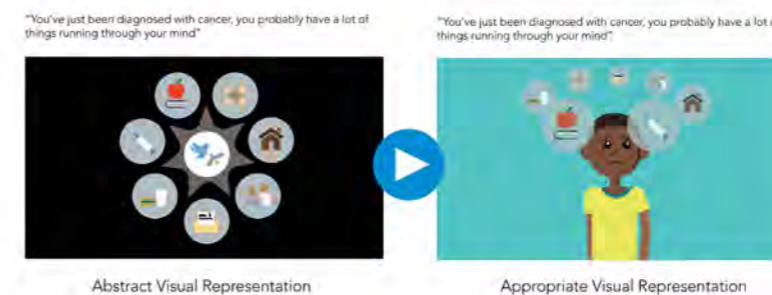 "You've just been diagnosed with cancer, you probably have a lot of
things running through your mind"
"You've just been diagnosed with cancer, you probably have a lot
things running through your mind"
Abstract Visual Representation
Appropriate Visual Representation